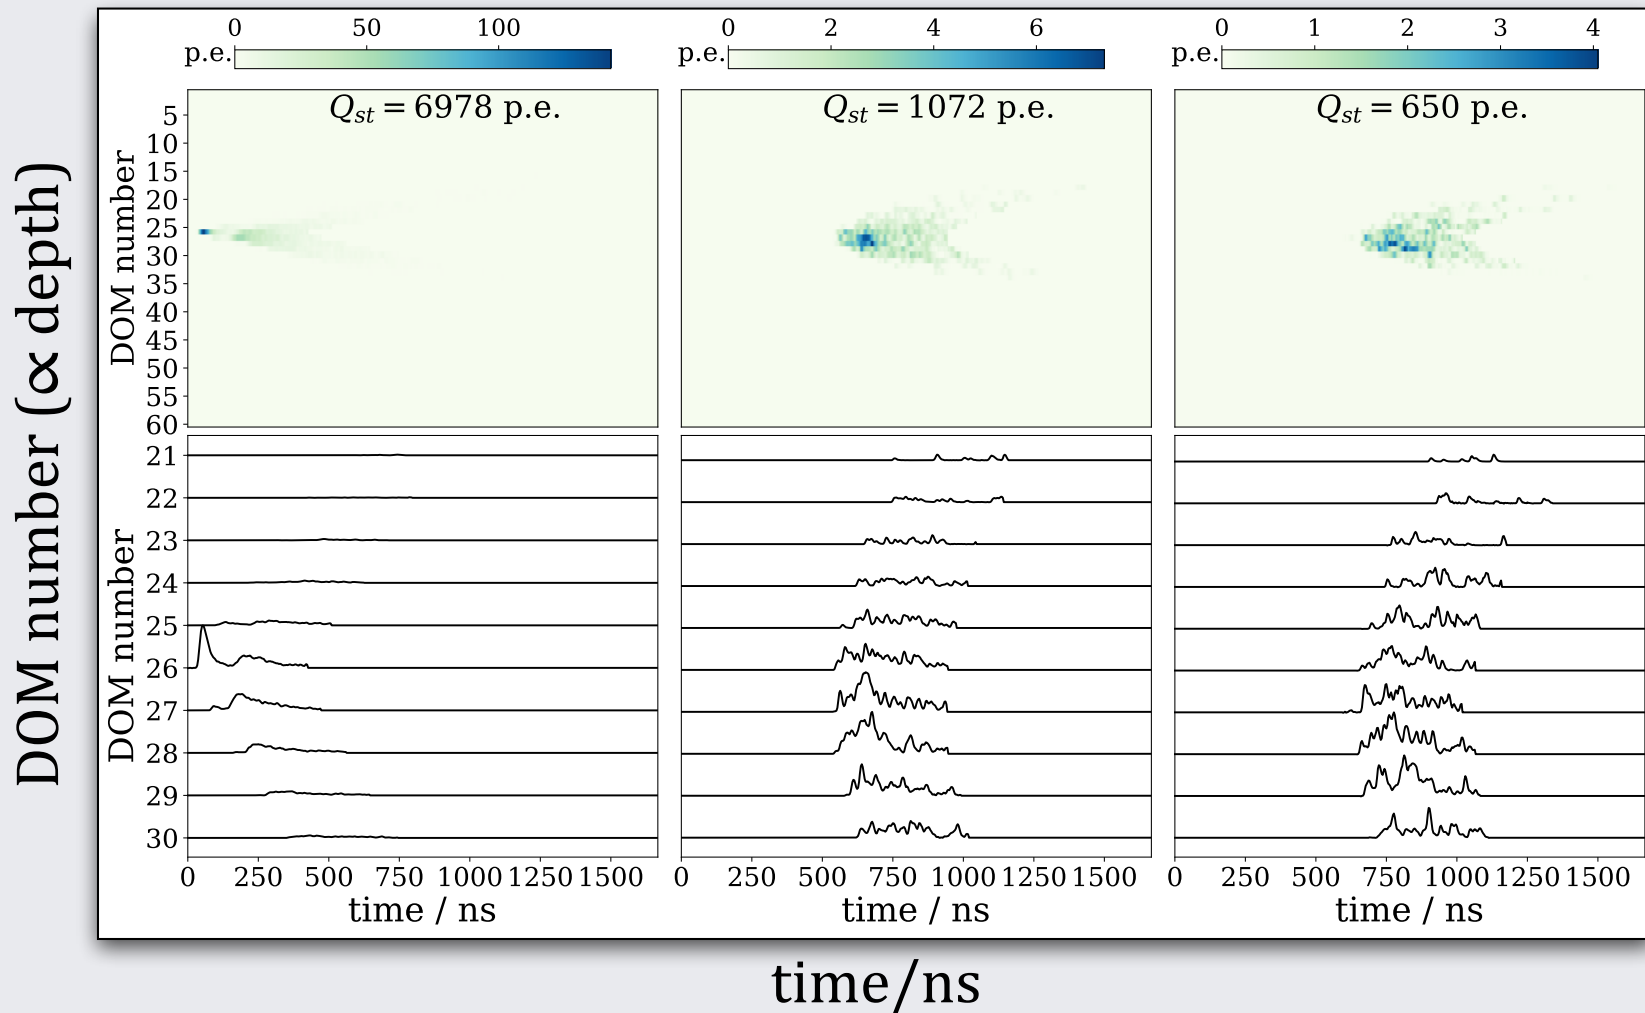 0 50 100
p.e.
0 2 4 6
p.e.
0 1 2 3 4
p.e.
Qst = 6978 p.e.
Qst = 1072 p.e.
Qst = 650 p.e.
DOM number (∝ depth)
DOM number
5
10
15
20
25
30
35
40
45
50
55
60
DOM number
21
22
23
24
25
26
27
28
29
30
0 250 500 750 1000 1250 1500
0 250 500 750 1000 1250 1500
0 250 500 750 1000 1250 1500
time / ns
time / ns
time / ns
time/ns